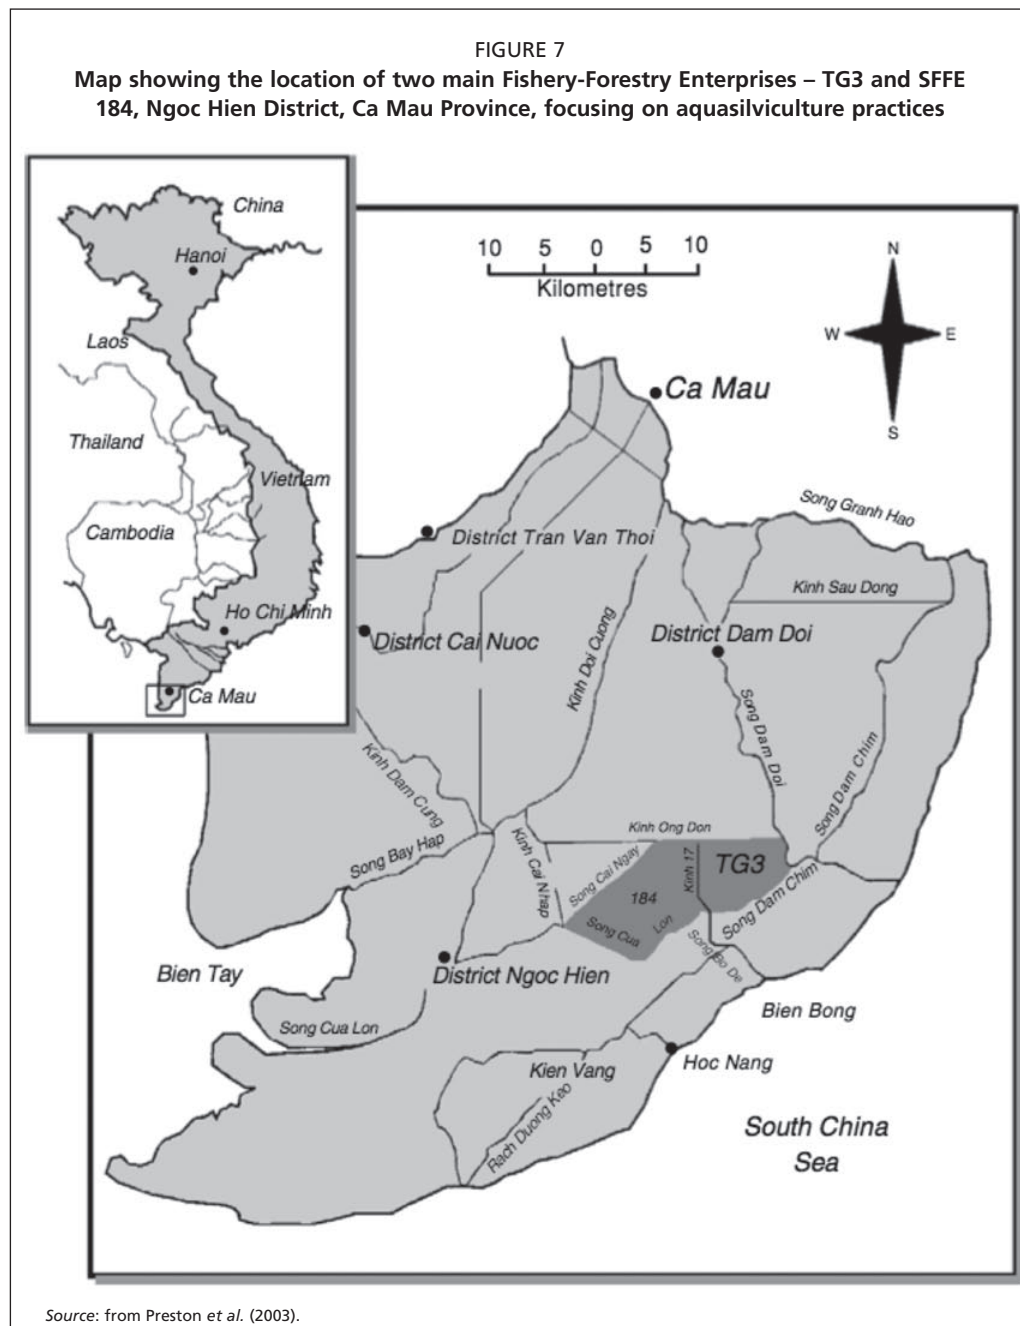 FIGURE 7
Map showing the location of two main Fishery-Forestry Enterprises – TG3 and SFFE
184, Ngoc Hien District, Ca Mau Province, focusing on aquasilviculture practices
China
Hanoi
Laos
Thailand
Vietnam
Cambodia
Ho Chi Minh
Ca Mau
10 5 0 5 10
Kilometres
N
W E
S
Ca Mau
Song Granh Hao
District Tran Van Thoi
Kinh Sau Dong
District Cai Nuoc
District Dam Doi
Kinh Doi Cuong
Song Dam Doi
Song Dam Chim
Kinh Dam Cung
Kinh Ong Don
Song Bay Hap
Kinh Cai Nhap
Song Cai Ngay
Kinh 17
TG3
184
Song Cua Lon
Song Dam Chim
Song Bo De
Bien Tay
District Ngoc Hien
Bien Bong
Song Cua Lon
Kien Vang
Hoc Nang
Rach Duong Keo
South China
Sea
Source: from Preston et al. (2003).